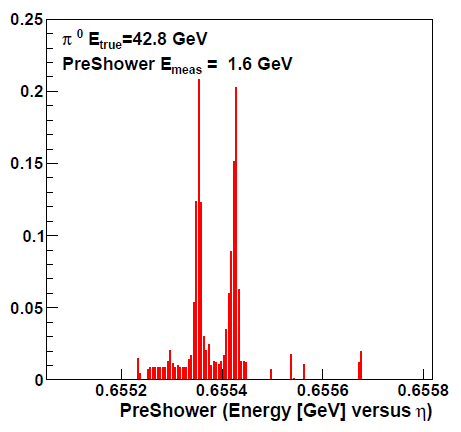 0.25
π 0 Etrue=42.8 GeV
PreShower Emeas = 1.6 GeV
0.2
0.15
0.1
0.05
0
0.6552 0.6554 0.6556 0.6558
PreShower (Energy [GeV] versus η)